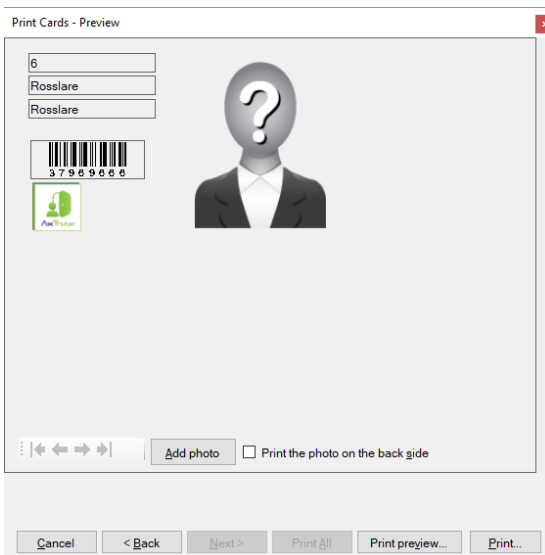 Print Cards - Preview
6
Rosslare
Rosslare
37969666
AxTraxNG
Add photo
Print the photo on the back side
Cancel
< Back
Next >
Print All
Print preview...
Print...